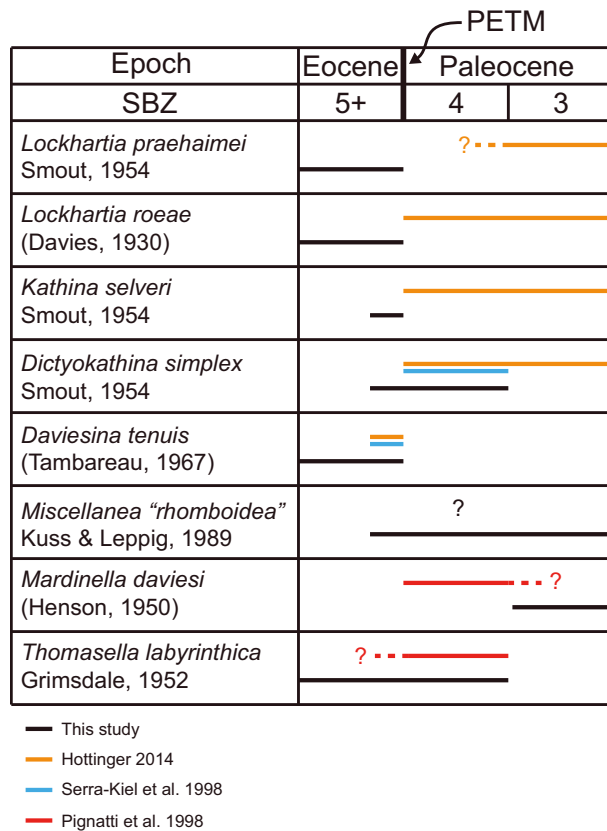 PETM
Epoch Eocene Paleocene
SBZ 5+ 4 3
Lockhartia praehaimei ?
Smout, 1954
Lockhartia roeae
(Davies, 1930)
Kathina selveri
Smout, 1954
Dictyokathina simplex
Smout, 1954
Daviesina tenuis
(Tambareau, 1967)
Miscellanea “rhomboidea” ?
Kuss & Leppig, 1989
Mardinella daviesi ?
(Henson, 1950)
Thomasella labyrinthica ?
Grimsdale, 1952
This study
Hottinger 2014
Serra-Kiel et al. 1998
Pignatti et al. 1998